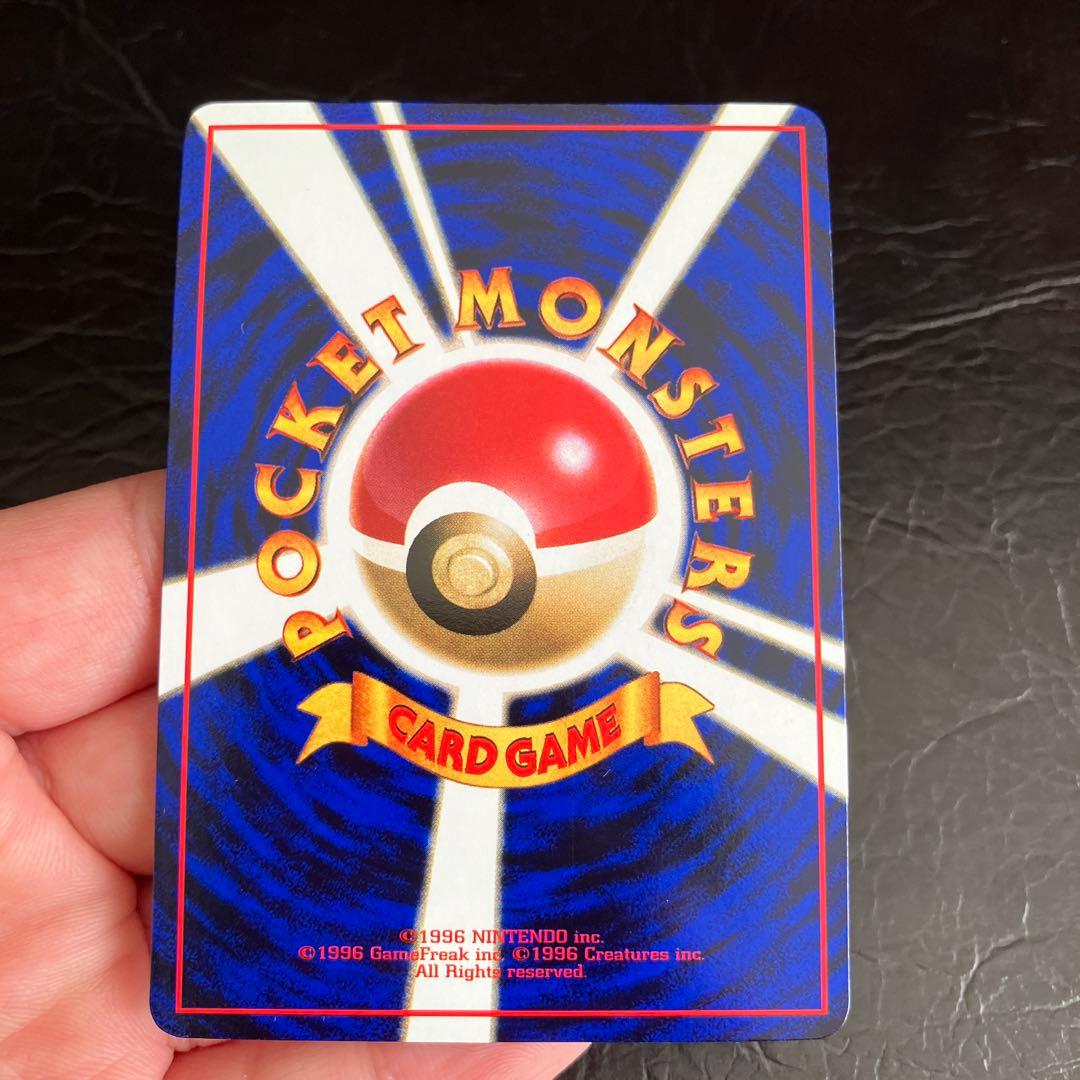 POCKET MONSTERS
CARD GAME
©1996 NINTENDO inc.
©1996 GameFreak inc. ©1996 Creatures inc.
All Rights reserved.